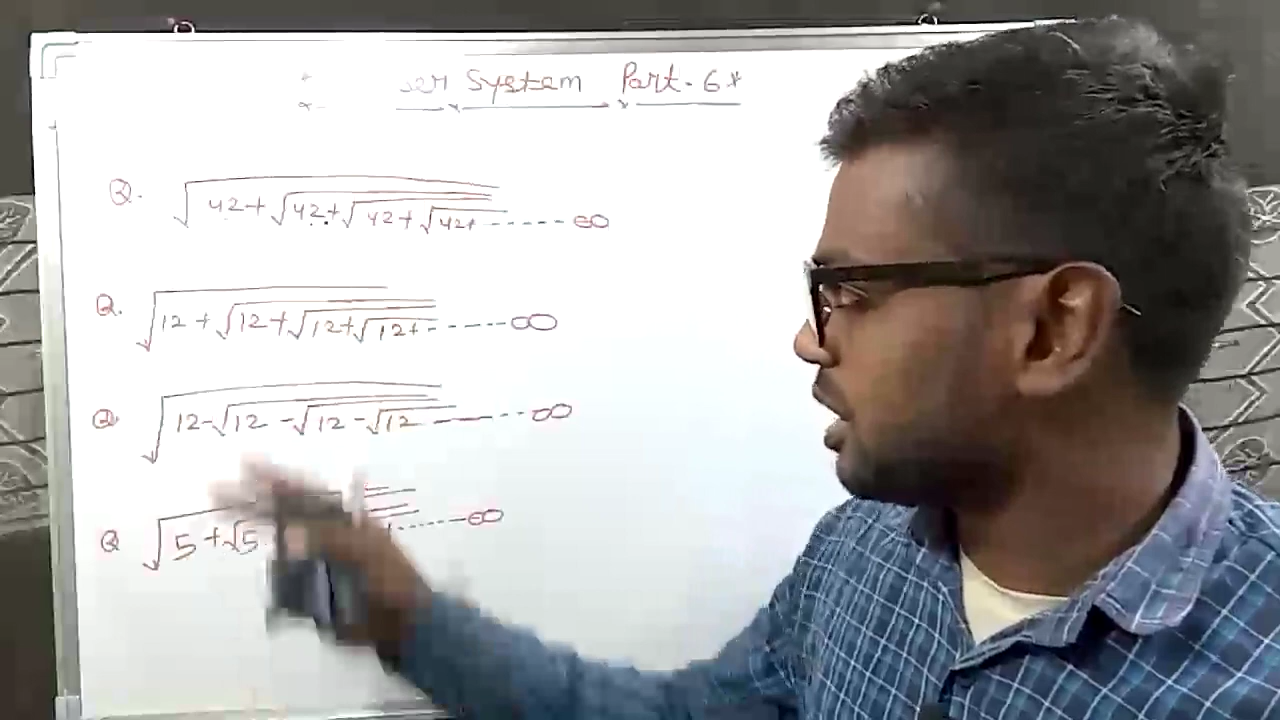 System Part-6*
Q. √42+√42+√42+√42+------∞
Q. √12+√12+√12+√12+-----∞
Q √12-√12-√12-√12-----∞
Q √5+√5 ------∞